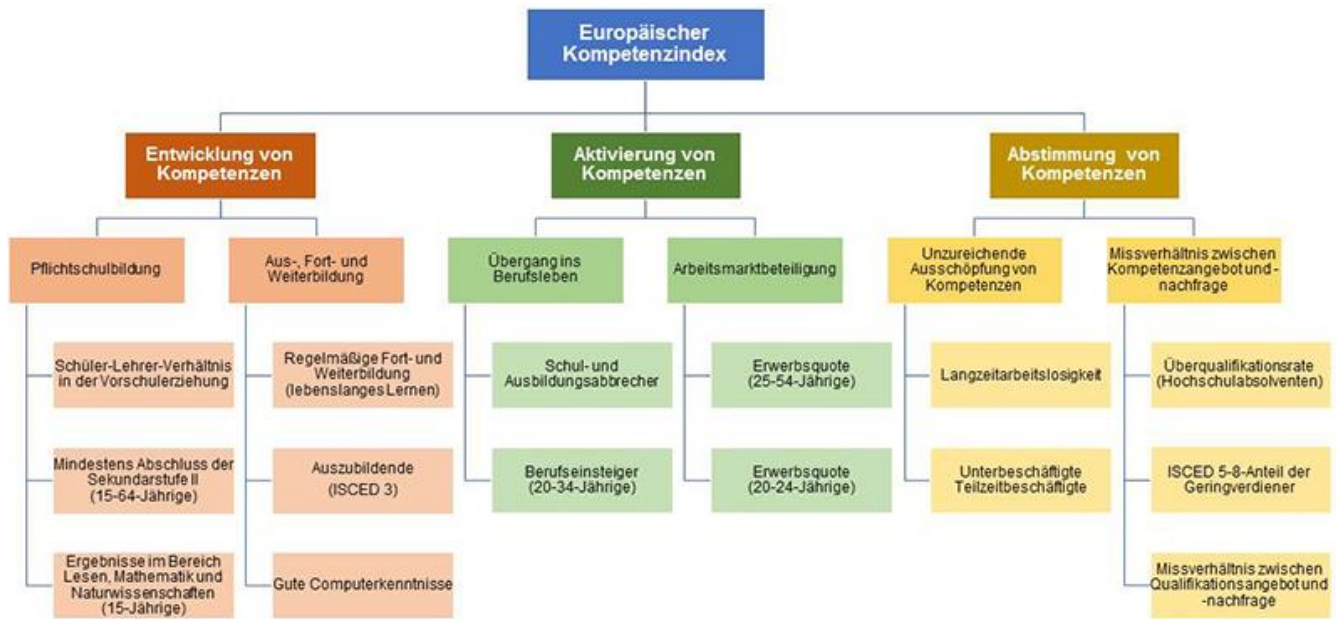 Europäischer
Kompetenzindex
Entwicklung von
Kompetenzen
Aktivierung von
Kompetenzen
Abstimmung von
Kompetenzen
Pflichtschulbildung
Aus-, Fort- und
Weiterbildung
Übergang ins
Berufsleben
Arbeitsmarktbeteiligung
Unzureichende
Ausschöpfung von
Kompetenzen
Missverhältnis zwischen
Kompetenzangebot und -
nachfrage
Schüler-Lehrer-Verhältnis
in der Vorschulerziehung
Regelmäßige Fort- und
Weiterbildung
(lebenslanges Lernen)
Schul- und
Ausbildungsabbrecher
Erwerbsquote
(25-54-Jährige)
Langzeitarbeitslosigkeit
Überqualifikationsrate
(Hochschulabsolventen)
Mindestens Abschluss der
Sekundarstufe II
(15-64-Jährige)
Auszubildende
(ISCED 3)
Berufseinsteiger
(20-34-Jährige)
Erwerbsquote
(20-24-Jährige)
Unterbeschäftigte
Teilzeitbeschäftigte
ISCED 5-8-Anteil der
Geringverdiener
Ergebnisse im Bereich
Lesen, Mathematik und
Naturwissenschaften
(15-Jährige)
Gute Computerkenntnisse
Missverhältnis zwischen
Qualifikationsangebot und
-nachfrage